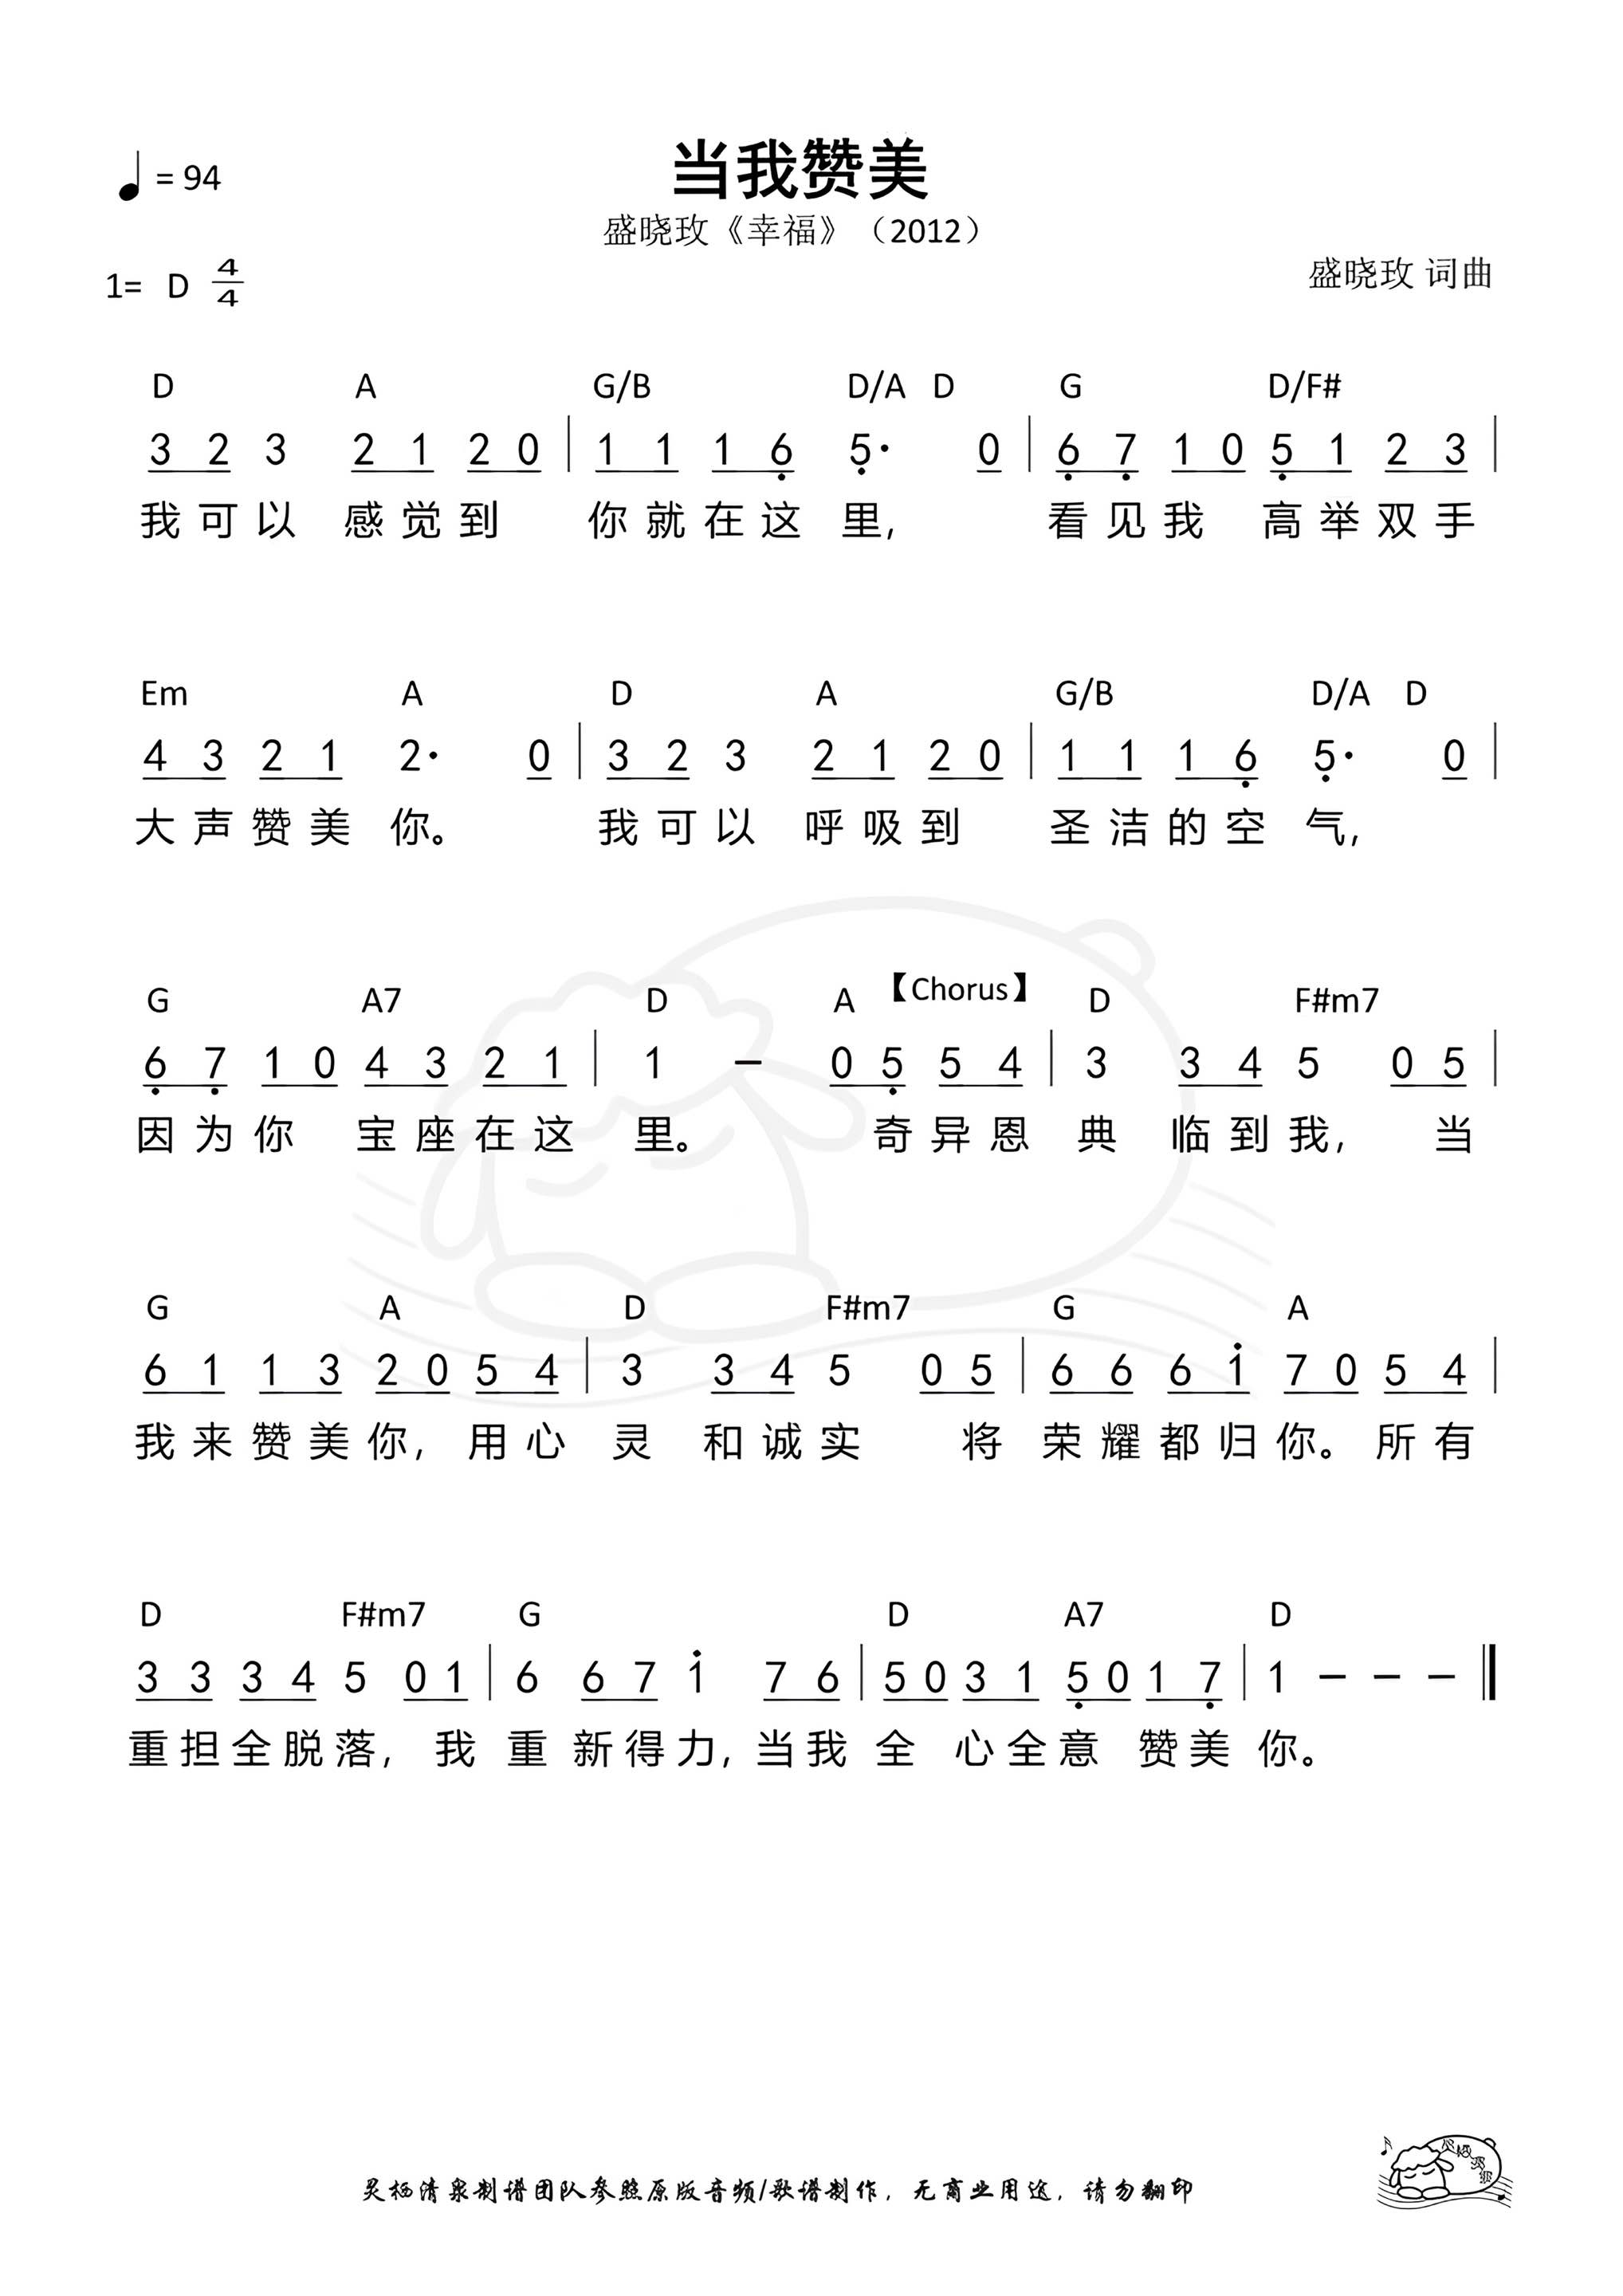 当我赞美
♩ = 94
盛晓玫《幸福》（2012）
1= D 4/4
盛晓玫 词曲
D A G/B D/A D G D/F#
3 2 3 2 1 2 0 | 1 1 1 6 5· 0 | 6 7 1 0 5 1 2 3 |
我可以 感觉到 你就在这里, 看见我 高举双手
Em A D A G/B D/A D
4 3 2 1 2· 0 | 3 2 3 2 1 2 0 | 1 1 1 6 5· 0 |
大声赞美 你。 我可以 呼吸到 圣洁的空气,
G A7 D A 【Chorus】 D F#m7
6 7 1 0 4 3 2 1 | 1 – 0 5 5 4 | 3 3 4 5 0 5 |
因为你 宝座在这 里。 奇异恩 典 临到我, 当
G A D F#m7 G A
6 1 1 3 2 0 5 4 | 3 3 4 5 0 5 | 6 6 6 1 7 0 5 4 |
我来赞美你, 用心 灵 和诚实 将 荣耀都归你。所有
D F#m7 G D A7 D
3 3 3 4 5 0 1 | 6 6 7 1 7 6 | 5 0 3 1 5 0 1 7 | 1 – – –
重担全脱落, 我 重 新得力, 当我 全 心全意 赞美 你。
灵栖清泉制谱团队参照原版音频/歌谱制作，无商业用途，请勿翻印